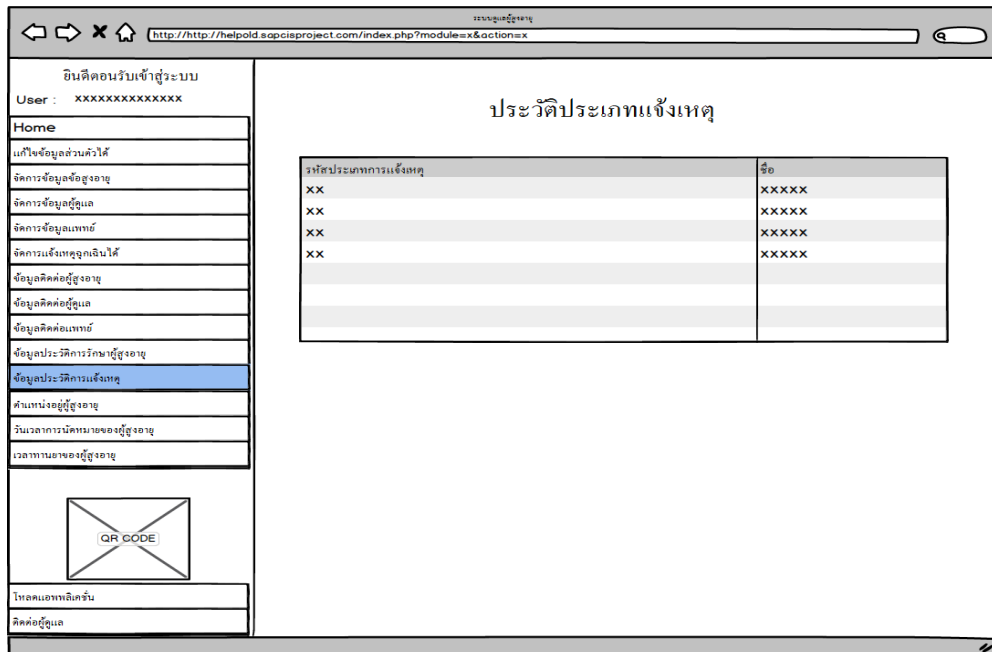 ระบบดูแลผู้สูงอายุ
http://http://helpold.sapcisproject.com/index.php?module=x&action=x
ยินดีตอนรับเข้าสู่ระบบ
User : xxxxxxxxxxxxxx
Home
แก้ไขข้อมูลส่วนตัวได้
จัดการข้อมูลข้อสูงอายุ
จัดการข้อมูลผู้ดูแล
จัดการข้อมูลแพทย์
จัดการแจ้งเหตุฉุกเฉินได้
ข้อมูลติดต่อผู้สูงอายุ
ข้อมูลติดต่อผู้ดูแล
ข้อมูลติดต่อแพทย์
ข้อมูลประวัติการรักษาผู้สูงอายุ
ข้อมูลประวัติการแจ้งเหตุ
ตำแหน่งอยู่ผู้สูงอายุ
วันเวลาการนัดหมายของผู้สูงอายุ
เวลาทานยาของผู้สูงอายุ
QR CODE
โหลดแอพพลิเคชั่น
ติดต่อผู้ดูแล
ประวัติประเภทแจ้งเหตุ
รหัสประเภทการแจ้งเหตุ ชื่อ
xx xxxxx
xx xxxxx
xx xxxxx
xx xxxxx